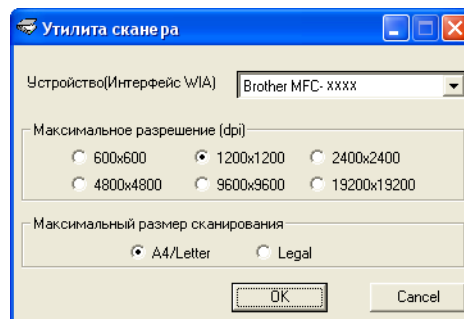 Утилита сканера
Устройство(Интерфейс WIA) Brother MFC- XXXX
Максимальное разрешение (dpi)
600x600 1200x1200 2400x2400
4800x4800 9600x9600 19200x19200
Максимальный размер сканирования
A4/Letter Legal
OK Cancel